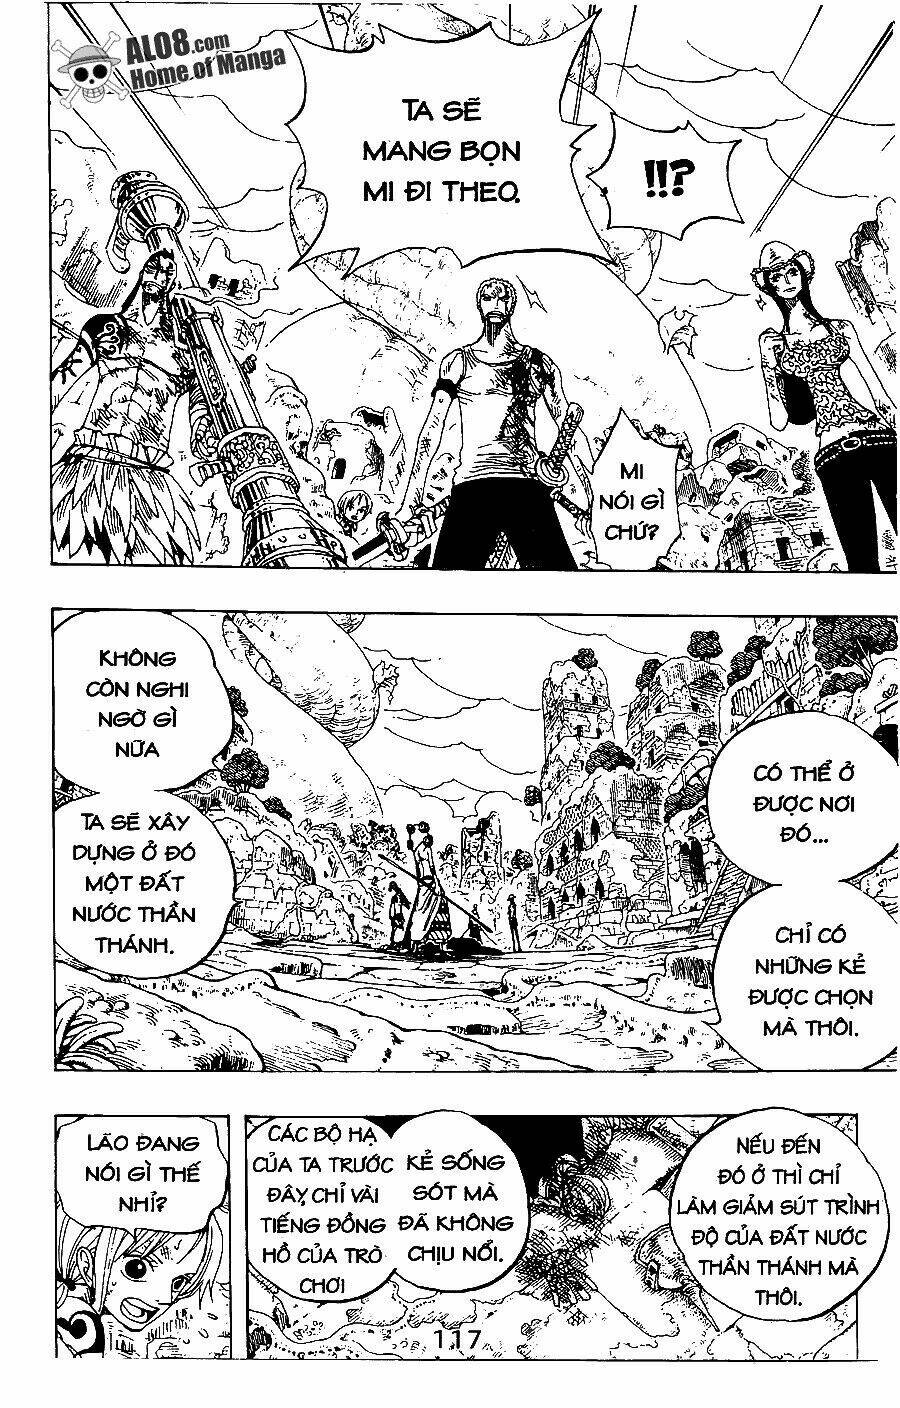 ALO8.com
Home of Manga
TA SẼ
MANG BỌN
MI ĐI THEO.
!!?
MI
NÓI GÌ
CHỨ?
KHÔNG
CÒN NGHI
NGỜ GÌ
NỮA
TA SẼ XÂY
DỰNG Ở ĐÓ
MỘT ĐẤT
NƯỚC THẦN
THÁNH.
CÓ THỂ Ở
ĐƯỢC NƠI
ĐÓ...
CHỈ CÓ
NHỮNG KẺ
ĐƯỢC CHỌN
MÀ THÔI.
LÃO ĐANG
NÓI GÌ THẾ
NHỈ?
CÁC BỘ HẠ
CỦA TA TRƯỚC
ĐÂY, CHỈ VÀI
TIẾNG ĐỒNG
HỒ CỦA TRÒ
CHƠI
KẺ SỐNG
SÓT MÀ
ĐÃ KHÔNG
CHỊU NỔI.
NẾU ĐẾN
ĐÓ Ở THÌ CHỈ
LÀM GIẢM SÚT TRÌNH
ĐỘ CỦA ĐẤT NƯỚC
THẦN THÁNH MÀ
THÔI.
117